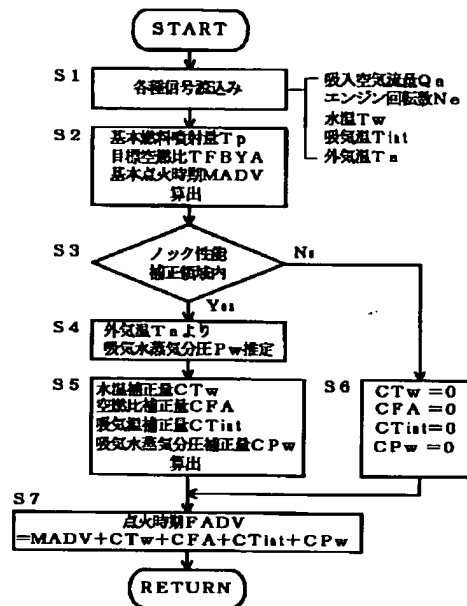 START
S1
各種信号読込み
吸入空気流量Qa
エンジン回転数Ne
水温Tw
吸気温Tint
外気温Ta
S2
基本燃料噴射量Tp
目標空燃比TFBYA
基本点火時期MADV
算出
S3
ノック性能
補正領域内
No
Yes
S4
外気温Taより
吸気水蒸気分圧Pw推定
S5
水温補正量CTw
空燃比補正量CFA
吸気温補正量CTint
吸気水蒸気分圧補正量CPw
算出
S6
CTw=0
CFA=0
CTint=0
CPw=0
S7
点火時期FADV
=MADV+CTw+CFA+CTint+CPw
RETURN